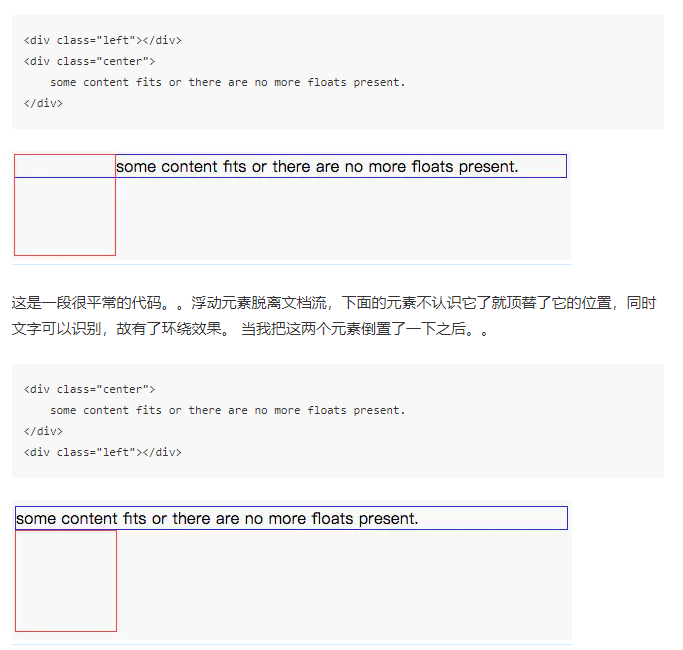 <div class="left"></div>
<div class="center">
    some content fits or there are no more floats present.
</div>
some content fits or there are no more floats present.
这是一段很平常的代码。。浮动元素脱离文档流，下面的元素不认识它了就顶替了它的位置，同时
文字可以识别，故有了环绕效果。 当我把这两个元素倒置了一下之后。。
<div class="center">
    some content fits or there are no more floats present.
</div>
<div class="left"></div>
some content fits or there are no more floats present.